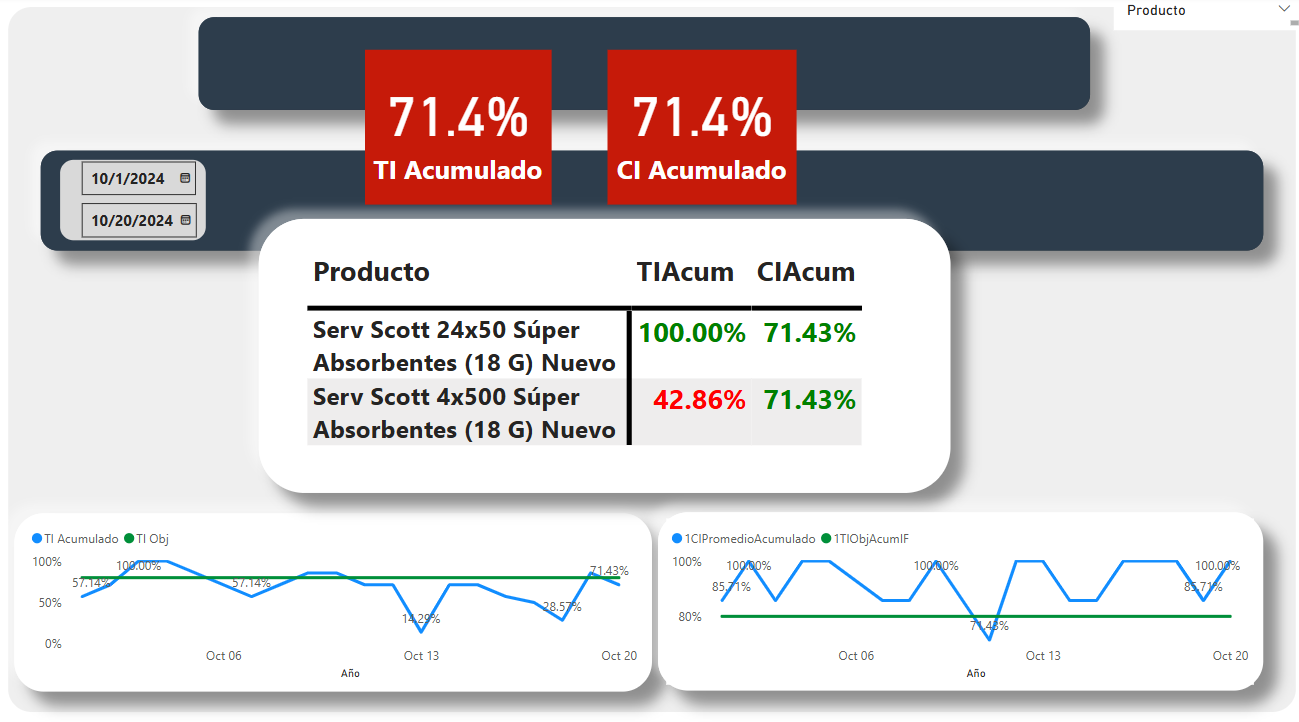 Producto
71.4%
TI Acumulado
71.4%
CI Acumulado
10/1/2024
10/20/2024
Producto TIAcum CIAcum
Serv Scott 24x50 Súper 100.00% 71.43%
Absorbentes (18 G) Nuevo
Serv Scott 4x500 Súper 42.86% 71.43%
Absorbentes (18 G) Nuevo
TI Acumulado TI Obj
100%
50%
0%
57.14%
100.00%
57.14%
14.29%
28.57%
71.43%
Oct 06 Oct 13 Oct 20
Año
1CIPromedioAcumulado 1TIObjAcumIF
100%
80%
85.71%
100.00%
100.00%
71.43%
85.71%
100.00%
Oct 06 Oct 13 Oct 20
Año